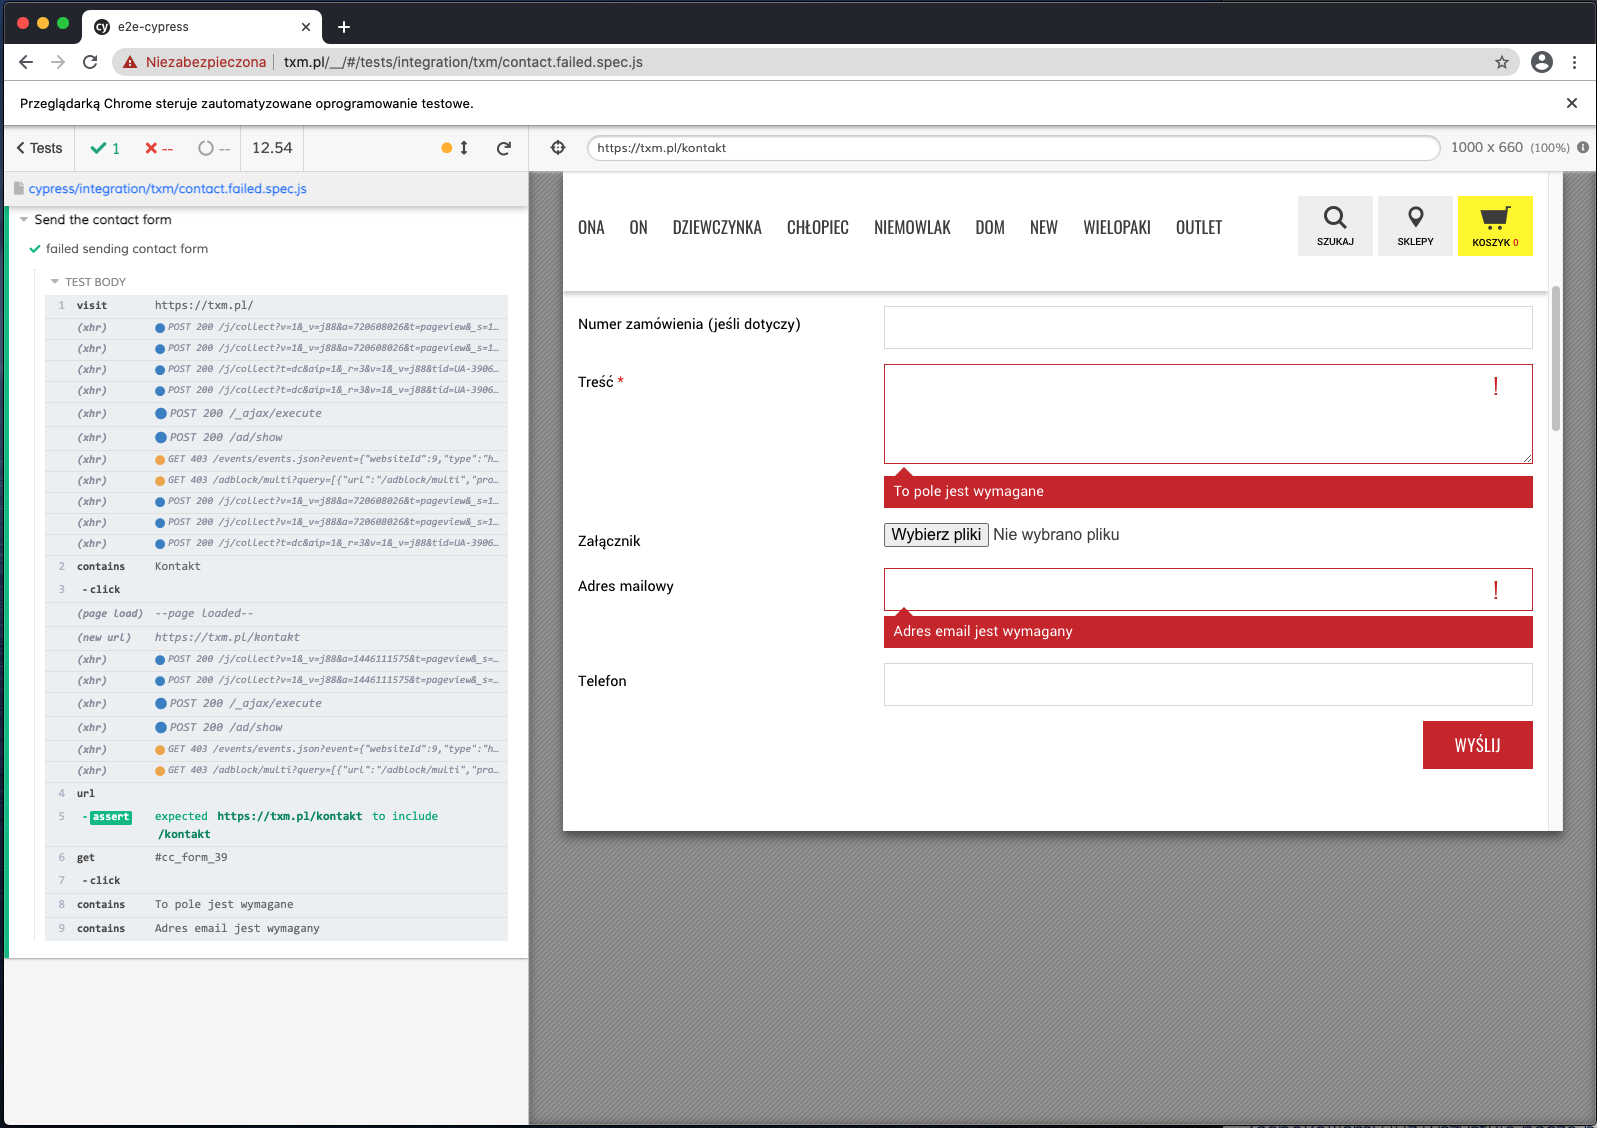 e2e-cypress
Niezabezpieczona
txm.pl/__/#/tests/integration/txm/contact.failed.spec.js
Przeglądarką Chrome steruje zautomatyzowane oprogramowanie testowe.
Tests 1 -- -- 12.54
https://txm.pl/kontakt
1000 x 660 (100%)
cypress/integration/txm/contact.failed.spec.js
Send the contact form
failed sending contact form
TEST BODY
1 visit https://txm.pl/
(xhr) POST 200 /j/collect?v=1&_v=j88&a=720608026&t=pageview&_s=1…
(xhr) POST 200 /j/collect?v=1&_v=j88&a=720608026&t=pageview&_s=1…
(xhr) POST 200 /j/collect?t=dc&aip=1&_r=3&v=1&_v=j88&tid=UA-3906…
(xhr) POST 200 /j/collect?t=dc&aip=1&_r=3&v=1&_v=j88&tid=UA-3906…
(xhr) POST 200 /_ajax/execute
(xhr) POST 200 /ad/show
(xhr) GET 403 /events/events.json?event={"websiteId":9,"type":"h…
(xhr) GET 403 /adblock/multi?query=[{"url":"/adblock/multi","pro…
(xhr) POST 200 /j/collect?v=1&_v=j88&a=720608026&t=pageview&_s=1…
(xhr) POST 200 /j/collect?v=1&_v=j88&a=720608026&t=pageview&_s=1…
(xhr) POST 200 /j/collect?t=dc&aip=1&_r=3&v=1&_v=j88&tid=UA-3906…
2 contains Kontakt
3 -click
(page load) --page loaded--
(new url) https://txm.pl/kontakt
(xhr) POST 200 /j/collect?v=1&_v=j88&a=1446111575&t=pageview&_s=…
(xhr) POST 200 /j/collect?v=1&_v=j88&a=1446111575&t=pageview&_s=…
(xhr) POST 200 /_ajax/execute
(xhr) POST 200 /ad/show
(xhr) GET 403 /events/events.json?event={"websiteId":9,"type":"h…
(xhr) GET 403 /adblock/multi?query=[{"url":"/adblock/multi","pro…
4 url
5 -assert expected https://txm.pl/kontakt to include
/kontakt
6 get #cc_form_39
7 -click
8 contains To pole jest wymagane
9 contains Adres email jest wymagany
ONA ON DZIEWCZYNKA CHŁOPIEC NIEMOWLAK DOM NEW WIELOPAKI OUTLET
SZUKAJ
SKLEPY
KOSZYK 0
Numer zamówienia (jeśli dotyczy)
Treść *
!
To pole jest wymagane
Załącznik
Wybierz pliki Nie wybrano pliku
Adres mailowy
!
Adres email jest wymagany
Telefon
WYŚLIJ